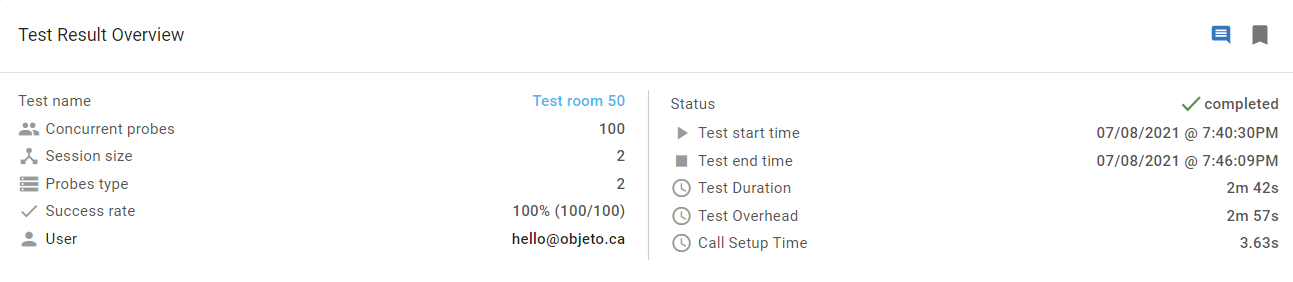 Test Result Overview
Test name Test room 50
Concurrent probes 100
Session size 2
Probes type 2
Success rate 100% (100/100)
User hello@objeto.ca
Status completed
Test start time 07/08/2021 @ 7:40:30PM
Test end time 07/08/2021 @ 7:46:09PM
Test Duration 2m 42s
Test Overhead 2m 57s
Call Setup Time 3.63s